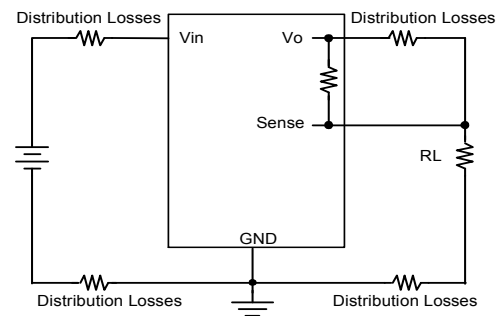 Distribution Losses
Distribution Losses
Vin
Vo
Sense
RL
GND
Distribution Losses
Distribution Losses